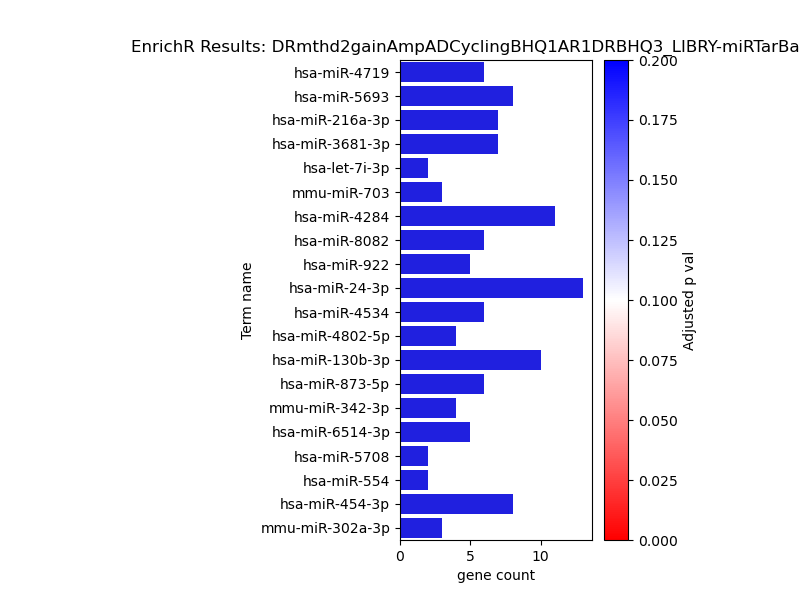 EnrichR Results: DRmthd2gainAmpADCyclingBHQ1AR1DRBHQ3_LIBRY-miRTarBa
hsa-miR-4719
hsa-miR-5693
hsa-miR-216a-3p
hsa-miR-3681-3p
hsa-let-7i-3p
mmu-miR-703
hsa-miR-4284
hsa-miR-8082
hsa-miR-922
hsa-miR-24-3p
hsa-miR-4534
hsa-miR-4802-5p
hsa-miR-130b-3p
hsa-miR-873-5p
mmu-miR-342-3p
hsa-miR-6514-3p
hsa-miR-5708
hsa-miR-554
hsa-miR-454-3p
mmu-miR-302a-3p
Term name
0 5 10
gene count
0.200
0.175
0.150
0.125
0.100
0.075
0.050
0.025
0.000
Adjusted p val